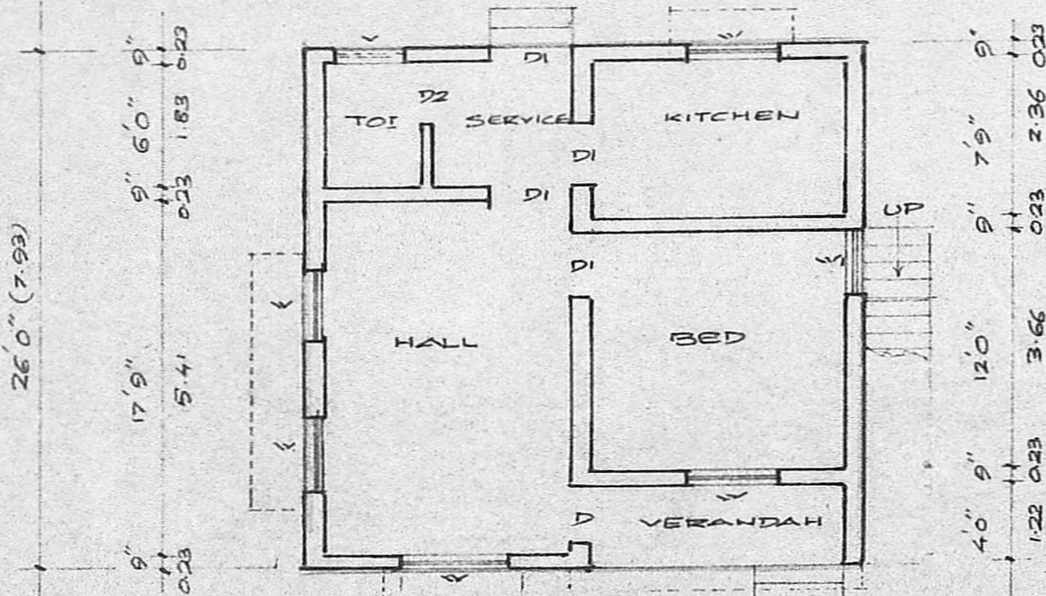 26'0" (7.93)
9"
0.23
6'0"
1.83
9"
0.23
17'9"
5.41
9"
0.23
D1
D2
TOI
SERVICE
KITCHEN
D1
D1
UP
D1
HALL
BED
D
VERANDAH
9"
0.23
7'9"
2.36
9"
0.23
12'0"
3.66
9"
0.23
4'0"
1.22